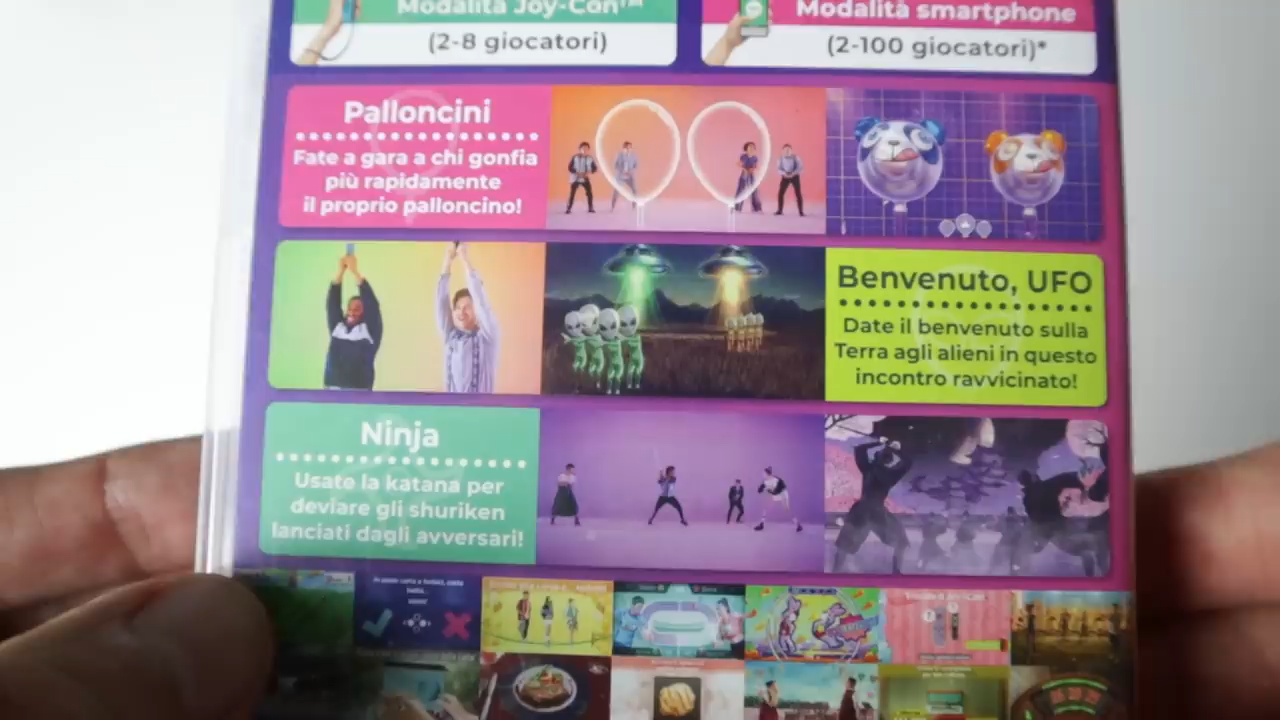 Modalità Joy-Con™
(2-8 giocatori)
Modalità smartphone
(2-100 giocatori)*
Palloncini
Fate a gara a chi gonfia
più rapidamente
il proprio palloncino!
Benvenuto, UFO
Date il benvenuto sulla
Terra agli alieni in questo
incontro ravvicinato!
Ninja
Usate la katana per
deviare gli shuriken
lanciati dagli avversari!